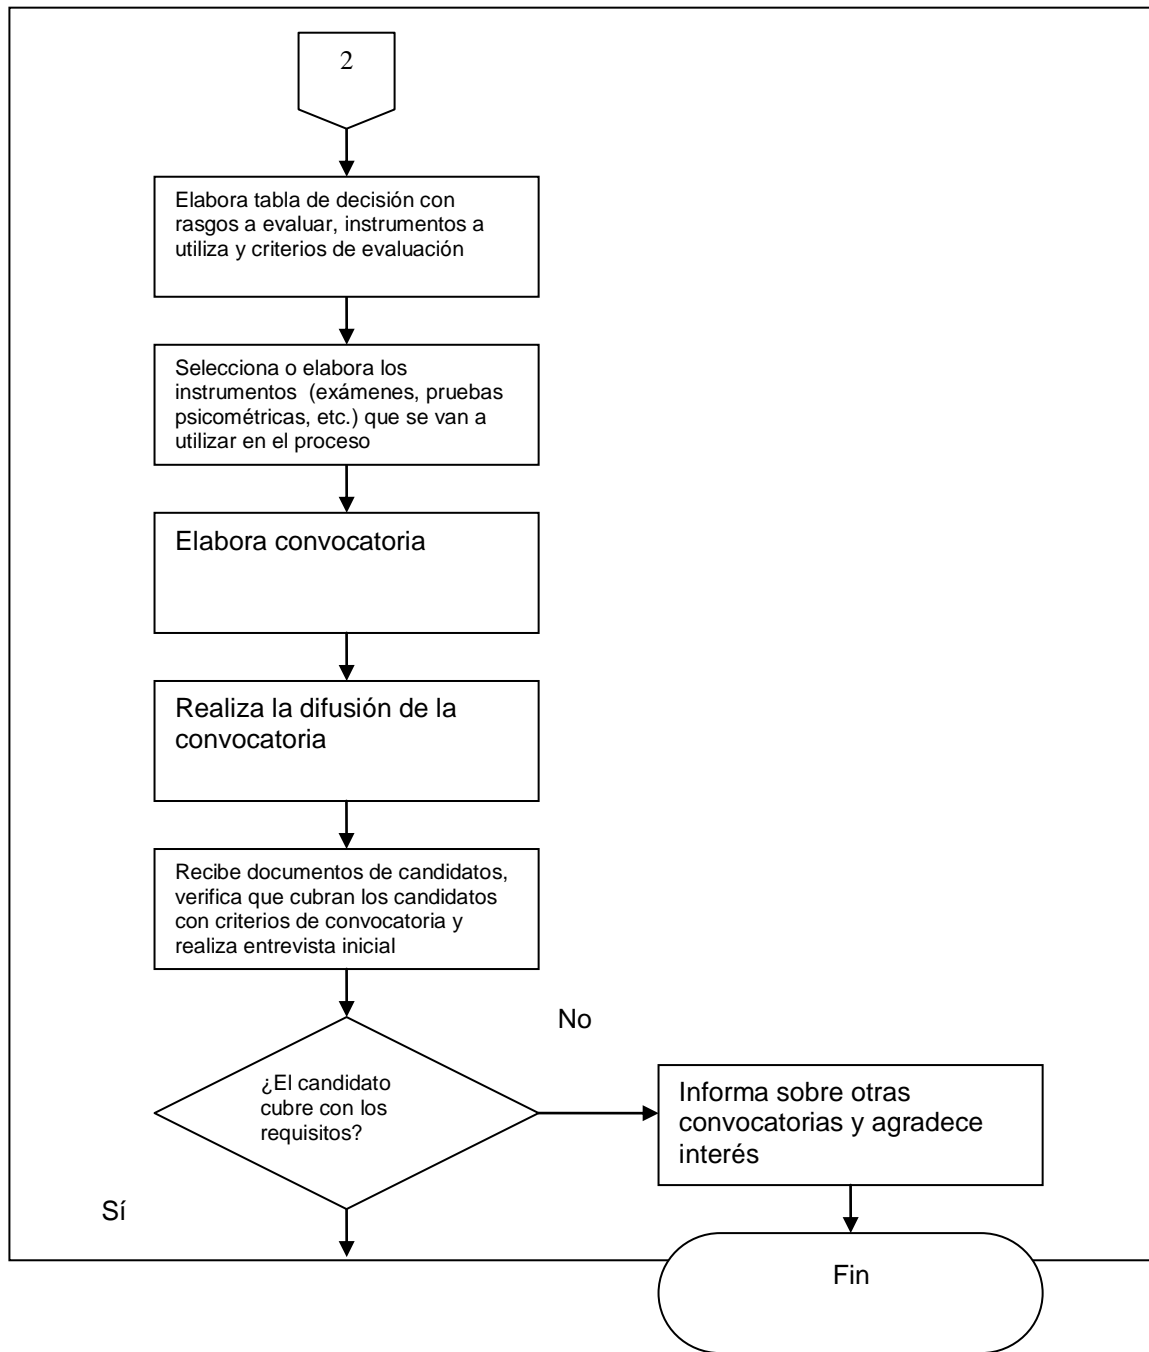 2
Elabora tabla de decisión con
rasgos a evaluar, instrumentos a
utiliza y criterios de evaluación
Selecciona o elabora los
instrumentos (exámenes, pruebas
psicométricas, etc.) que se van a
utilizar en el proceso
Elabora convocatoria
Realiza la difusión de la
convocatoria
Recibe documentos de candidatos,
verifica que cubran los candidatos
con criterios de convocatoria y
realiza entrevista inicial
No
¿El candidato
cubre con los
requisitos?
Informa sobre otras
convocatorias y agradece
interés
Sí
Fin